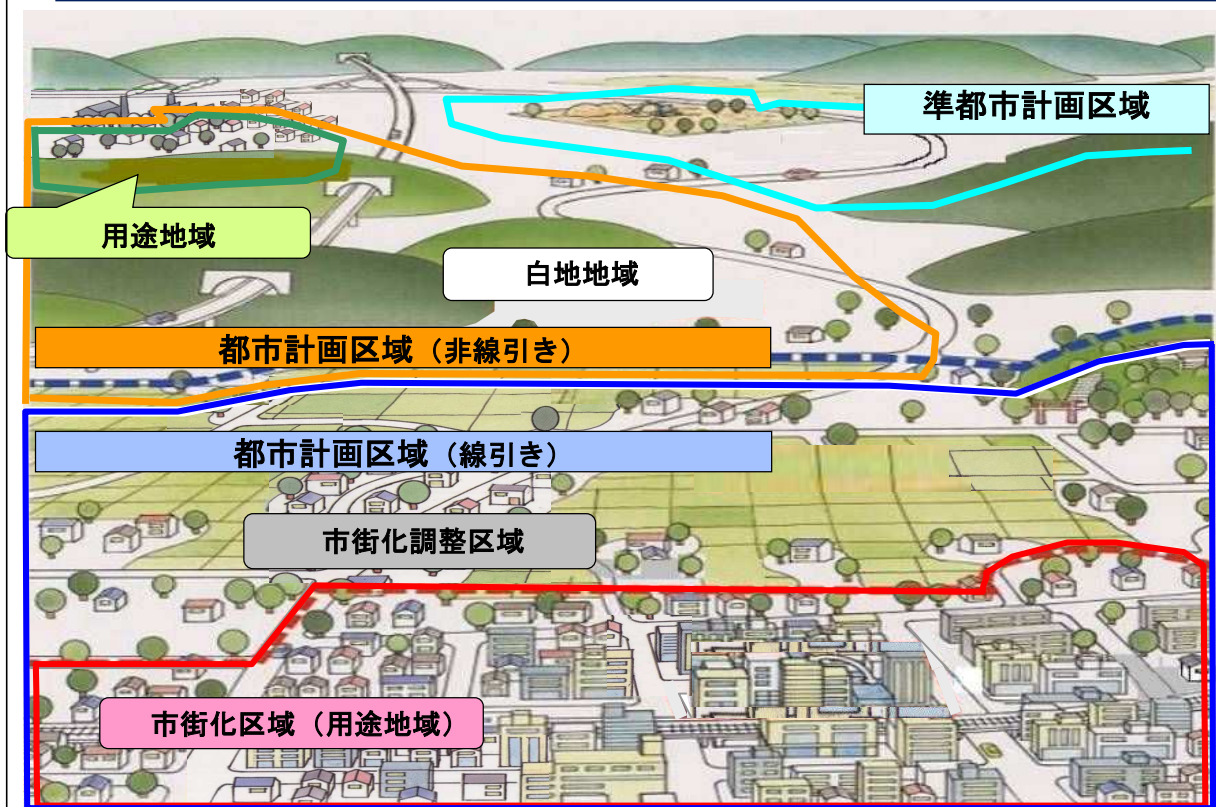 準都市計画区域
用途地域
白地地域
都市計画区域（非線引き）
都市計画区域（線引き）
市街化調整区域
市街化区域（用途地域）